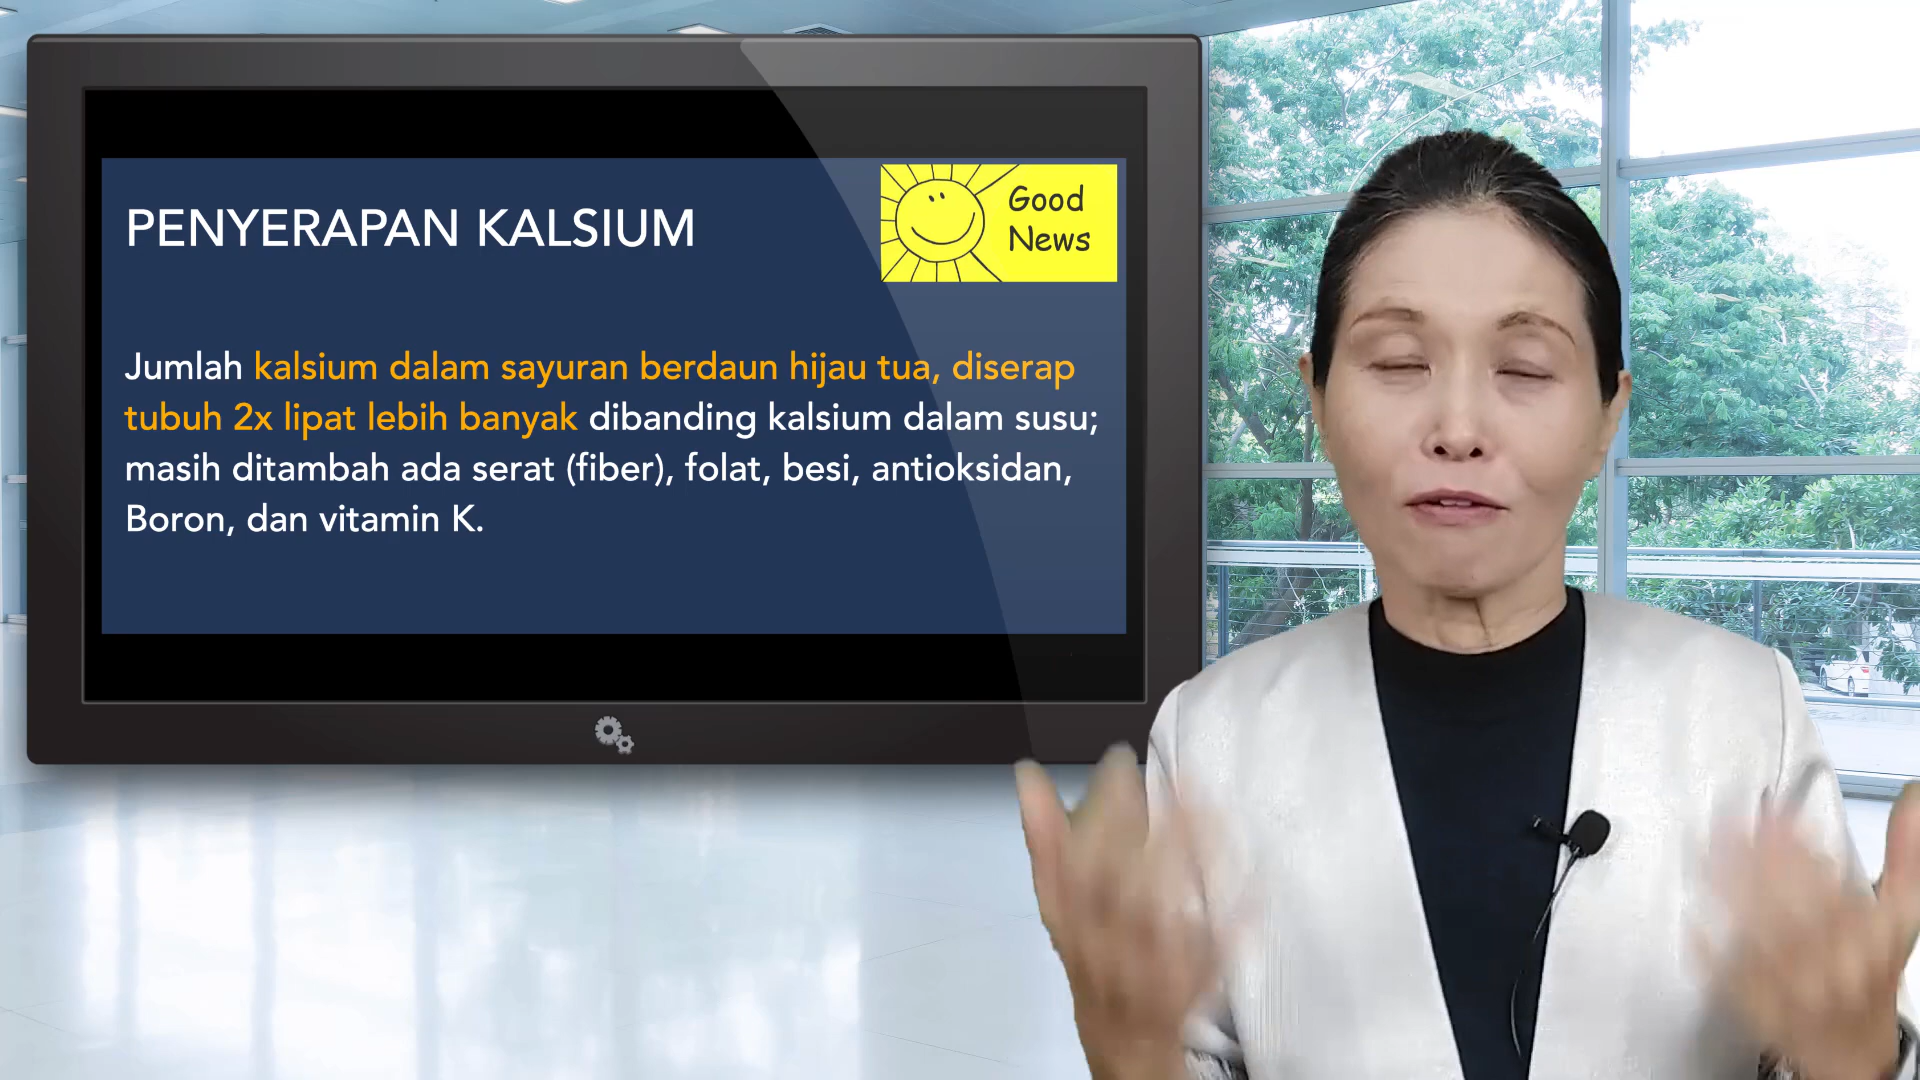 PENYERAPAN KALSIUM
Good
News
Jumlah kalsium dalam sayuran berdaun hijau tua, diserap
tubuh 2x lipat lebih banyak dibanding kalsium dalam susu;
masih ditambah ada serat (fiber), folat, besi, antioksidan,
Boron, dan vitamin K.